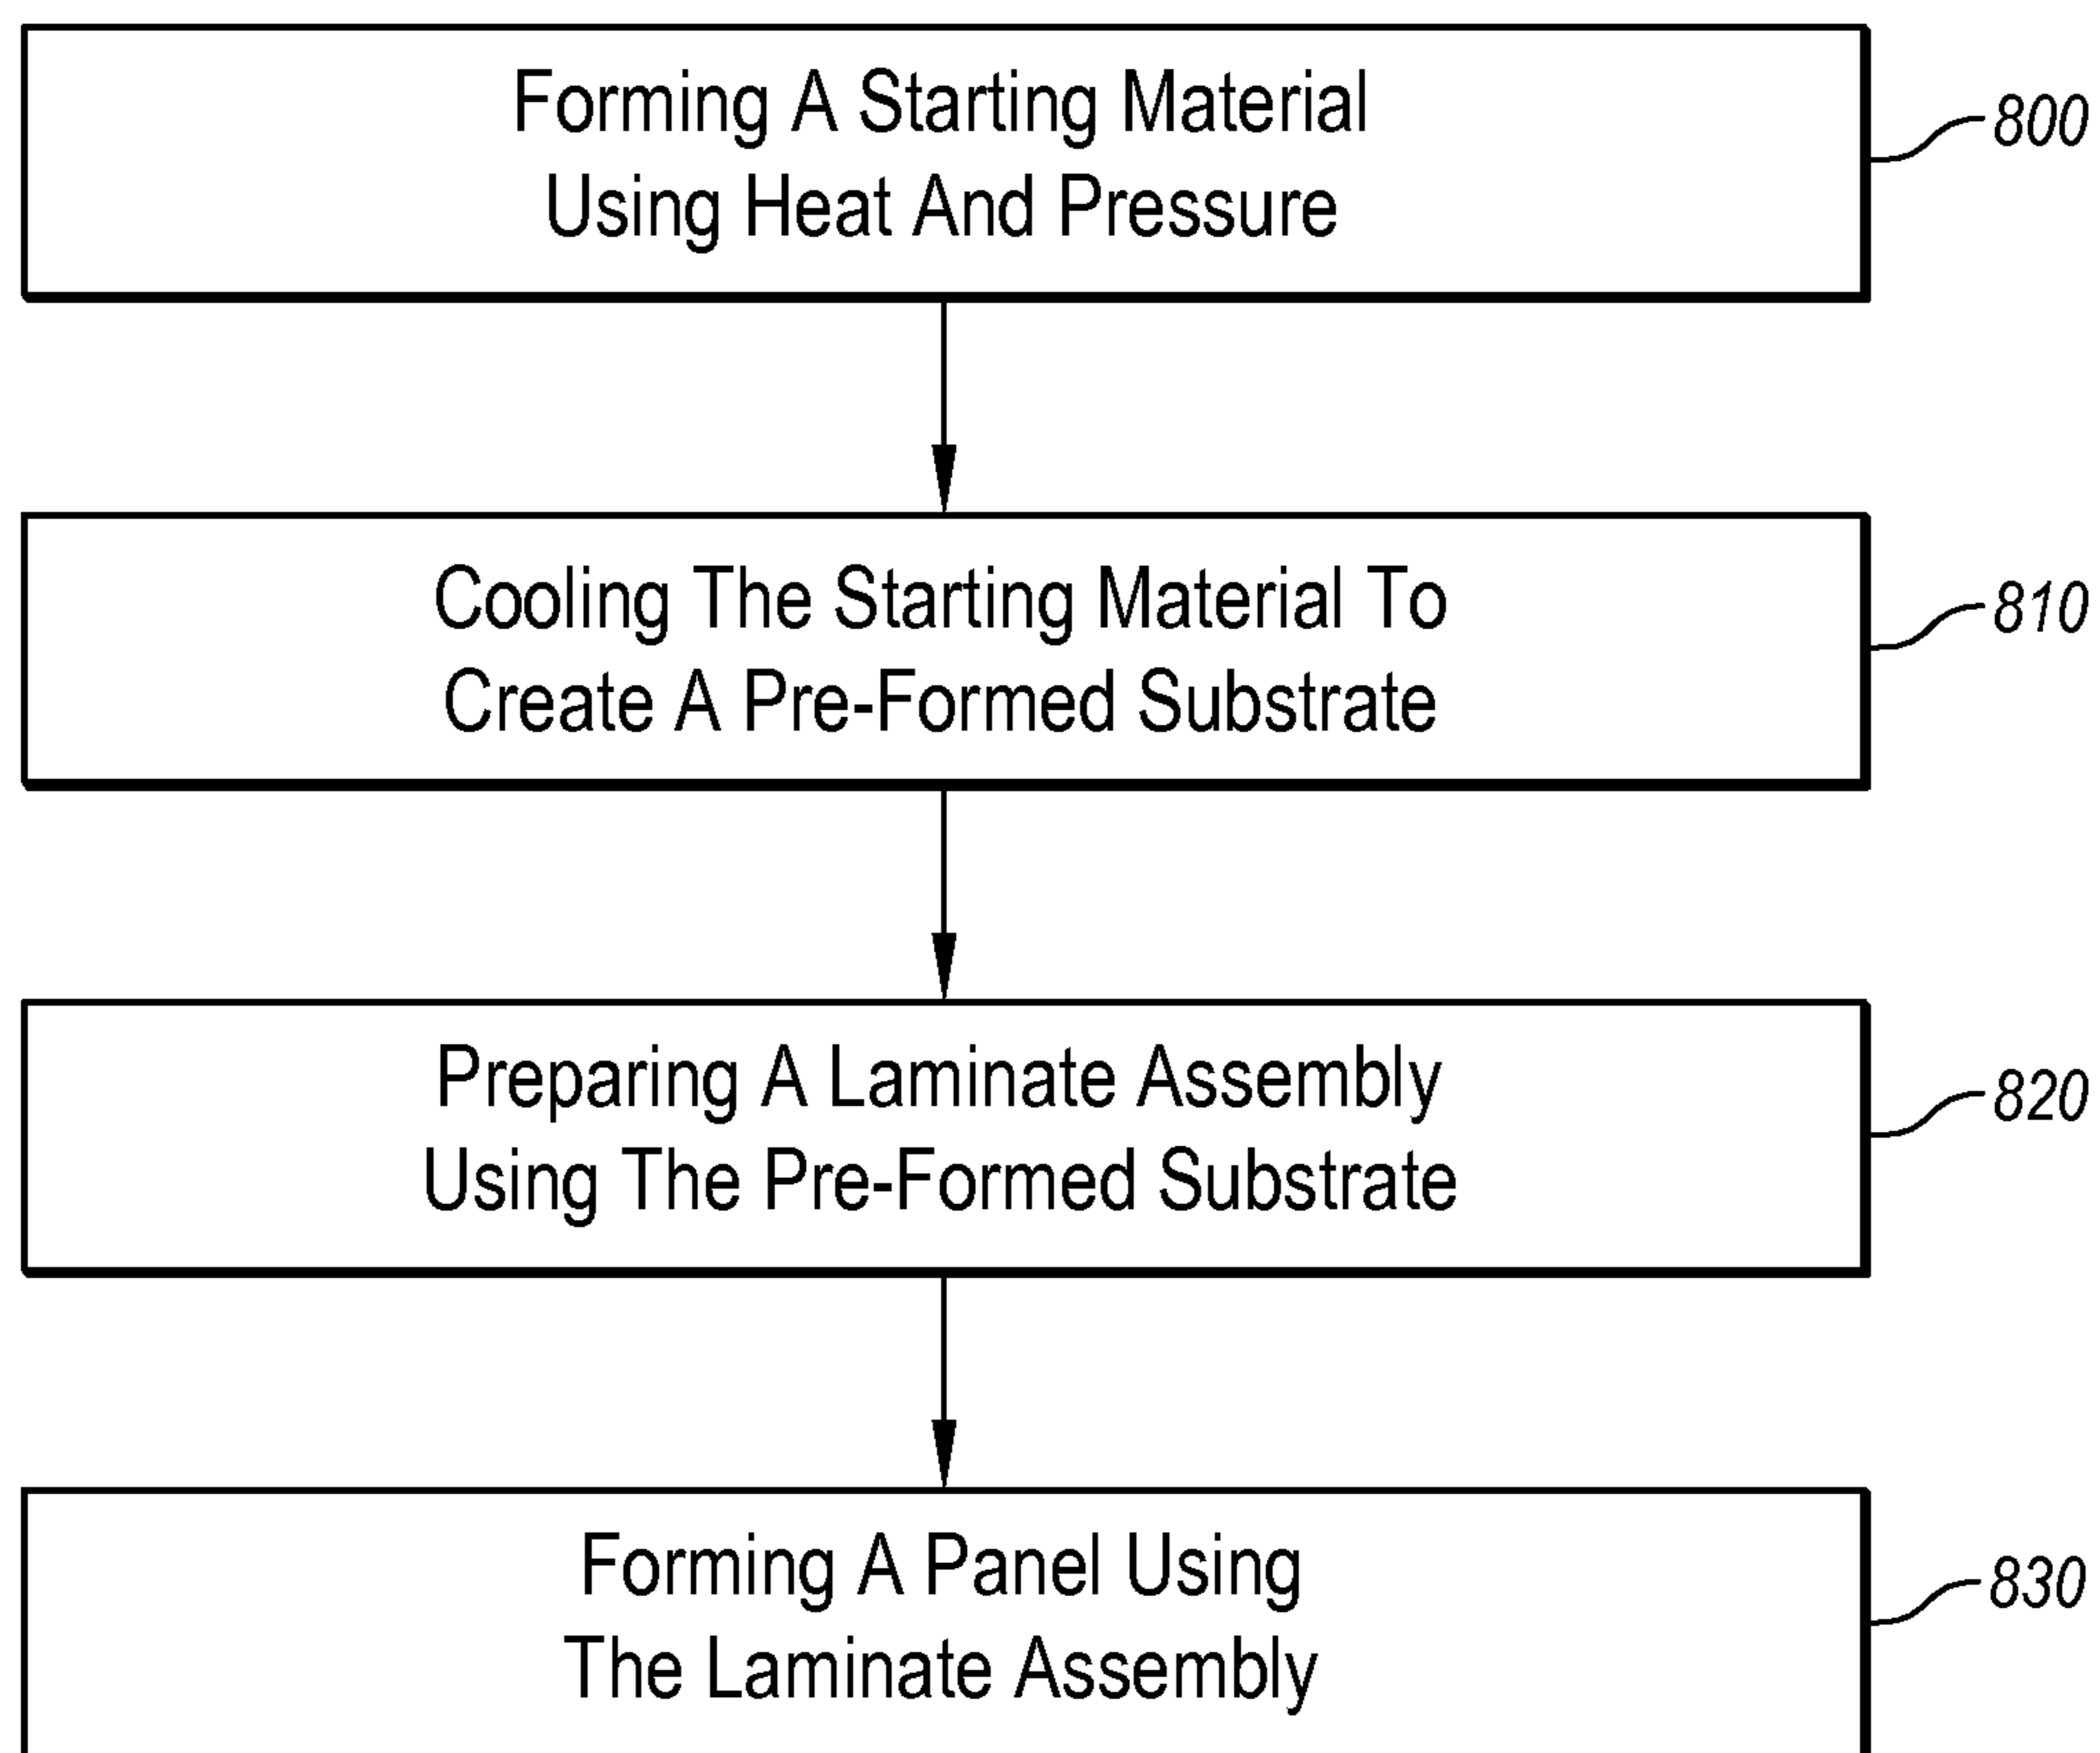 Forming A Starting Material
Using Heat And Pressure
800
Cooling The Starting Material To
Create A Pre-Formed Substrate
810
Preparing A Laminate Assembly
Using The Pre-Formed Substrate
820
Forming A Panel Using
The Laminate Assembly
830